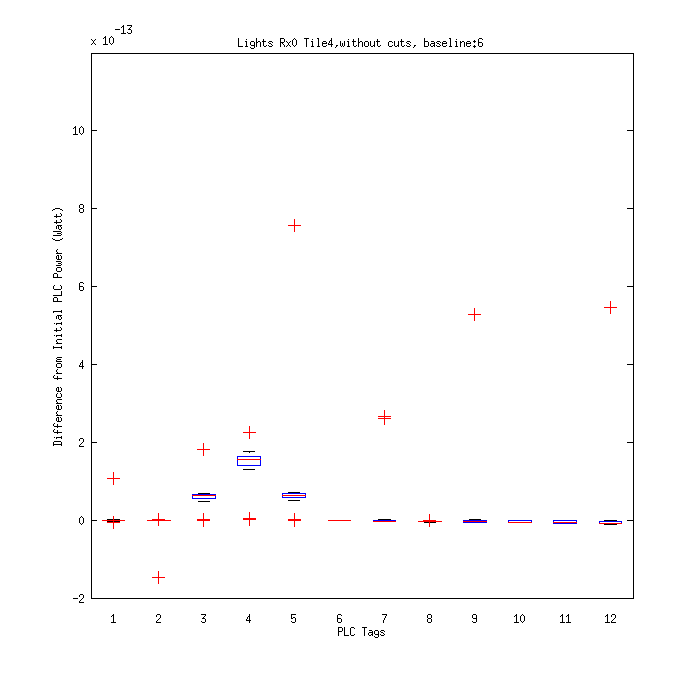 x 10-13
Lights Rx0 Tile4,without cuts, baseline:6
10
8
6
4
2
0
-2
Difference from Initial PLC Power (Watt)
1 2 3 4 5 6 7 8 9 10 11 12
PLC Tags